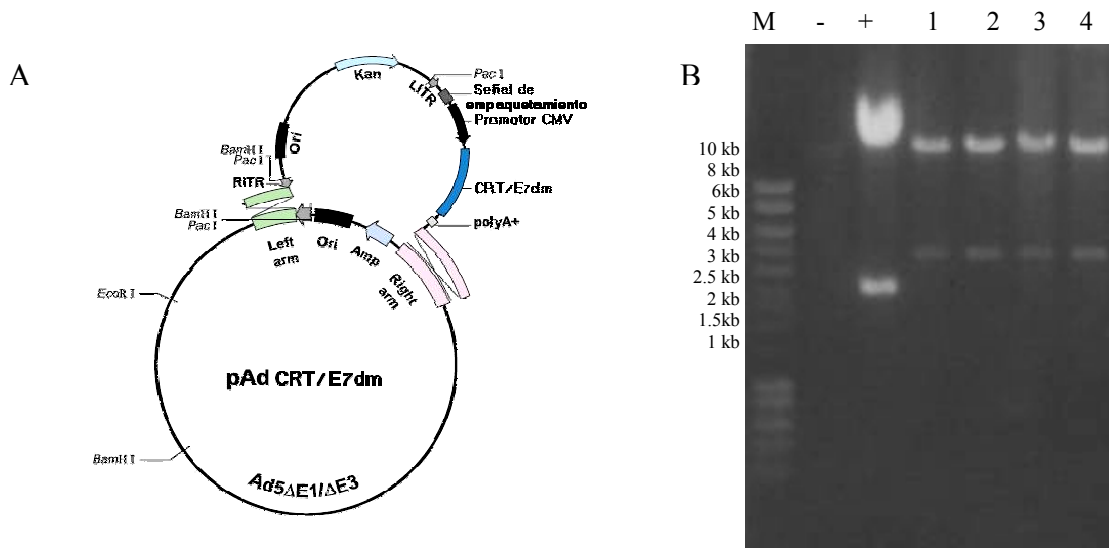 A
Kan
LITR
Pac I
Señal de
empaquetamiento
Promotor CMV
Ori
BamH I
Pac I
RITR
CRT/E7dm
polyA+
BamH I
Pac I
Left
arm
Ori
Amp
Right
arm
EcoR I
pAd CRT/E7dm
BamH I
Ad5ΔE1/ΔE3
B
M - + 1 2 3 4
10 kb
8 kb
6kb
5 kb
4 kb
3 kb
2.5 kb
2 kb
1.5kb
1 kb